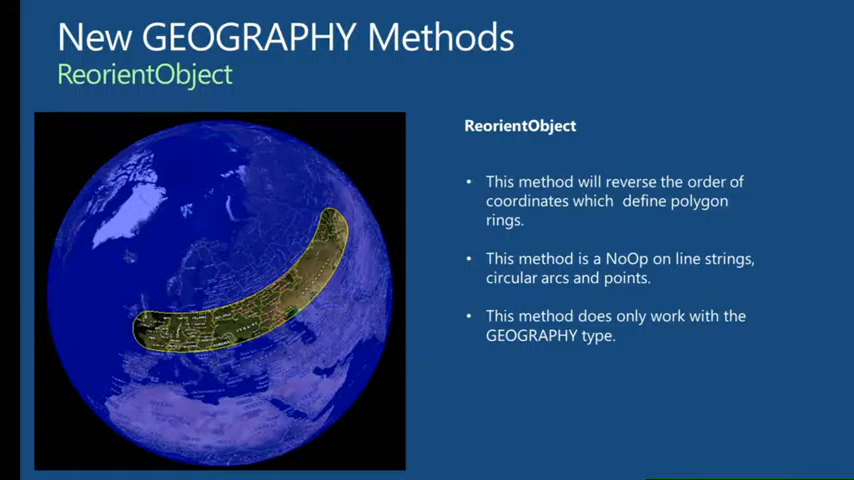 New GEOGRAPHY Methods
ReorientObject
ReorientObject
• This method will reverse the order of
coordinates which define polygon
rings.
• This method is a NoOp on line strings,
circular arcs and points.
• This method does only work with the
GEOGRAPHY type.